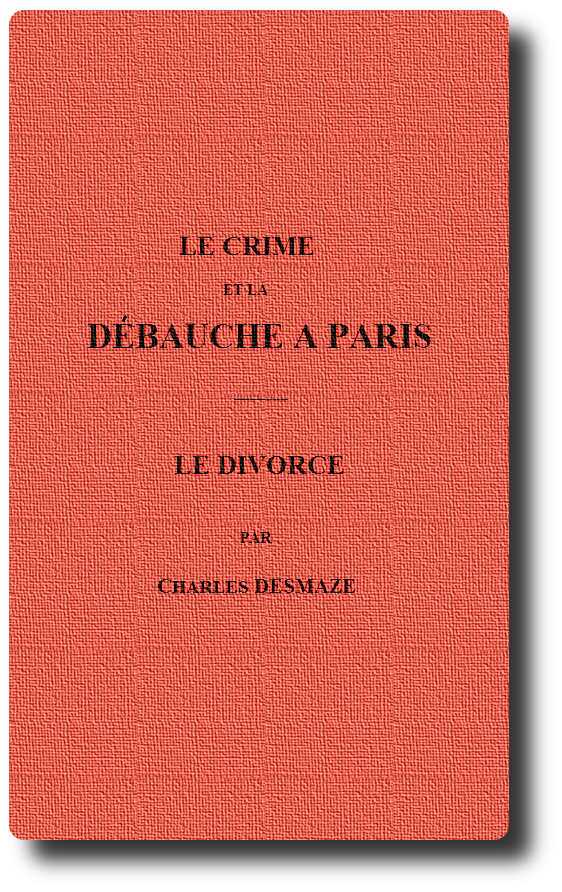 LE CRIME
ET LA
DÉBAUCHE A PARIS
LE DIVORCE
PAR
CHARLES DESMAZE